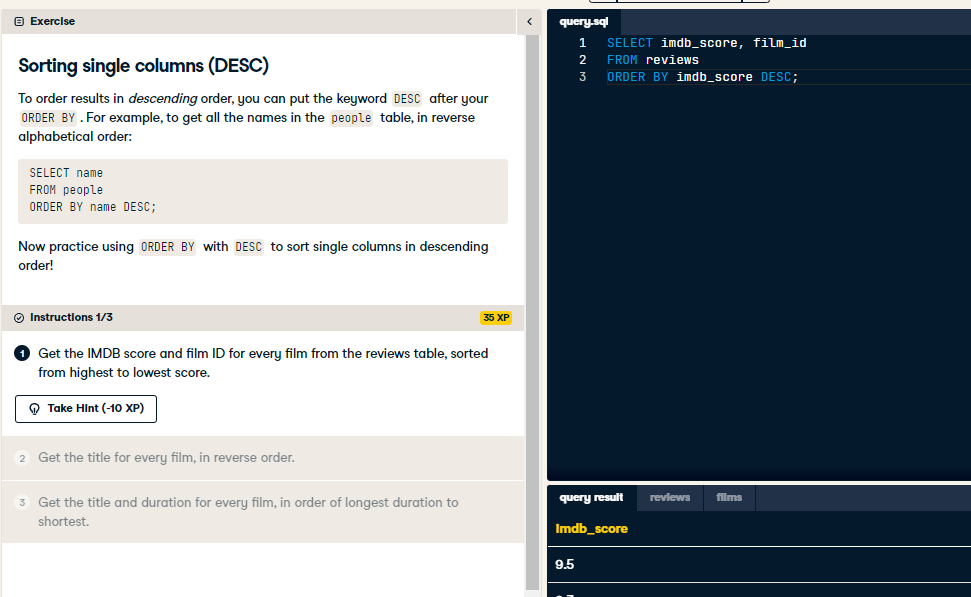 Exercise
Sorting single columns (DESC)
To order results in descending order, you can put the keyword DESC after your
ORDER BY . For example, to get all the names in the people table, in reverse
alphabetical order:
SELECT name
FROM people
ORDER BY name DESC;
Now practice using ORDER BY with DESC to sort single columns in descending
order!
Instructions 1/3
35 XP
1 Get the IMDB score and film ID for every film from the reviews table, sorted
from highest to lowest score.
Take Hint (-10 XP)
2 Get the title for every film, in reverse order.
3 Get the title and duration for every film, in order of longest duration to
shortest.
query.sql
1 SELECT imdb_score, film_id
2 FROM reviews
3 ORDER BY imdb_score DESC;
query result reviews films
imdb_score
9.5